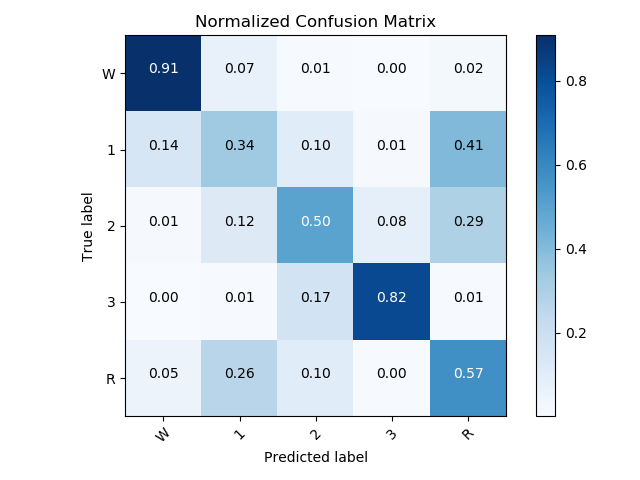 Normalized Confusion Matrix
W 0.91 0.07 0.01 0.00 0.02
1 0.14 0.34 0.10 0.01 0.41
2 0.01 0.12 0.50 0.08 0.29
3 0.00 0.01 0.17 0.82 0.01
R 0.05 0.26 0.10 0.00 0.57
W 1 2 3 R
True label
Predicted label
0.8
0.6
0.4
0.2